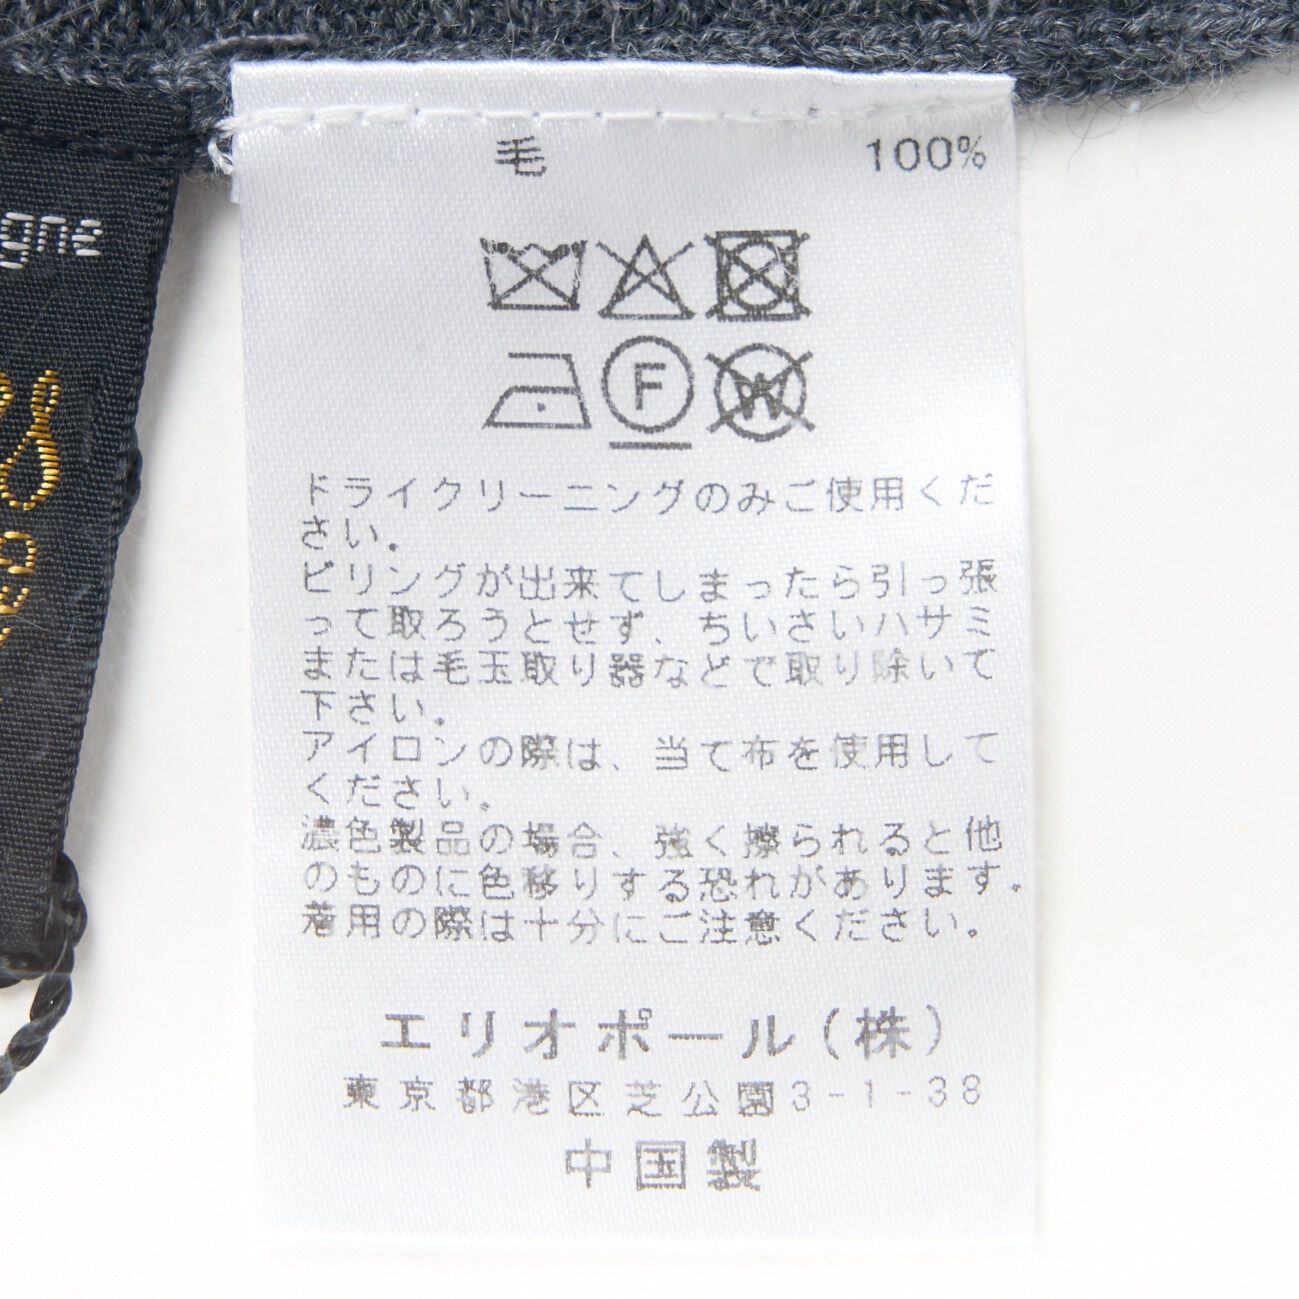 毛 100%
F W
ドライクリーニングのみご使用くだ
さい。
ピリングが出来てしまったら引っ張
って取ろうとせず、ちいさいハサミ
または毛玉取り器などで取り除いて
下さい。
アイロンの際は、当て布を使用して
ください。
濃色製品の場合、強く擦られると他
のものに色移りする恐れがあります。
着用の際は十分にご注意ください。
エリオポール(株)
東京都港区芝公園3-1-38
中国製
gne